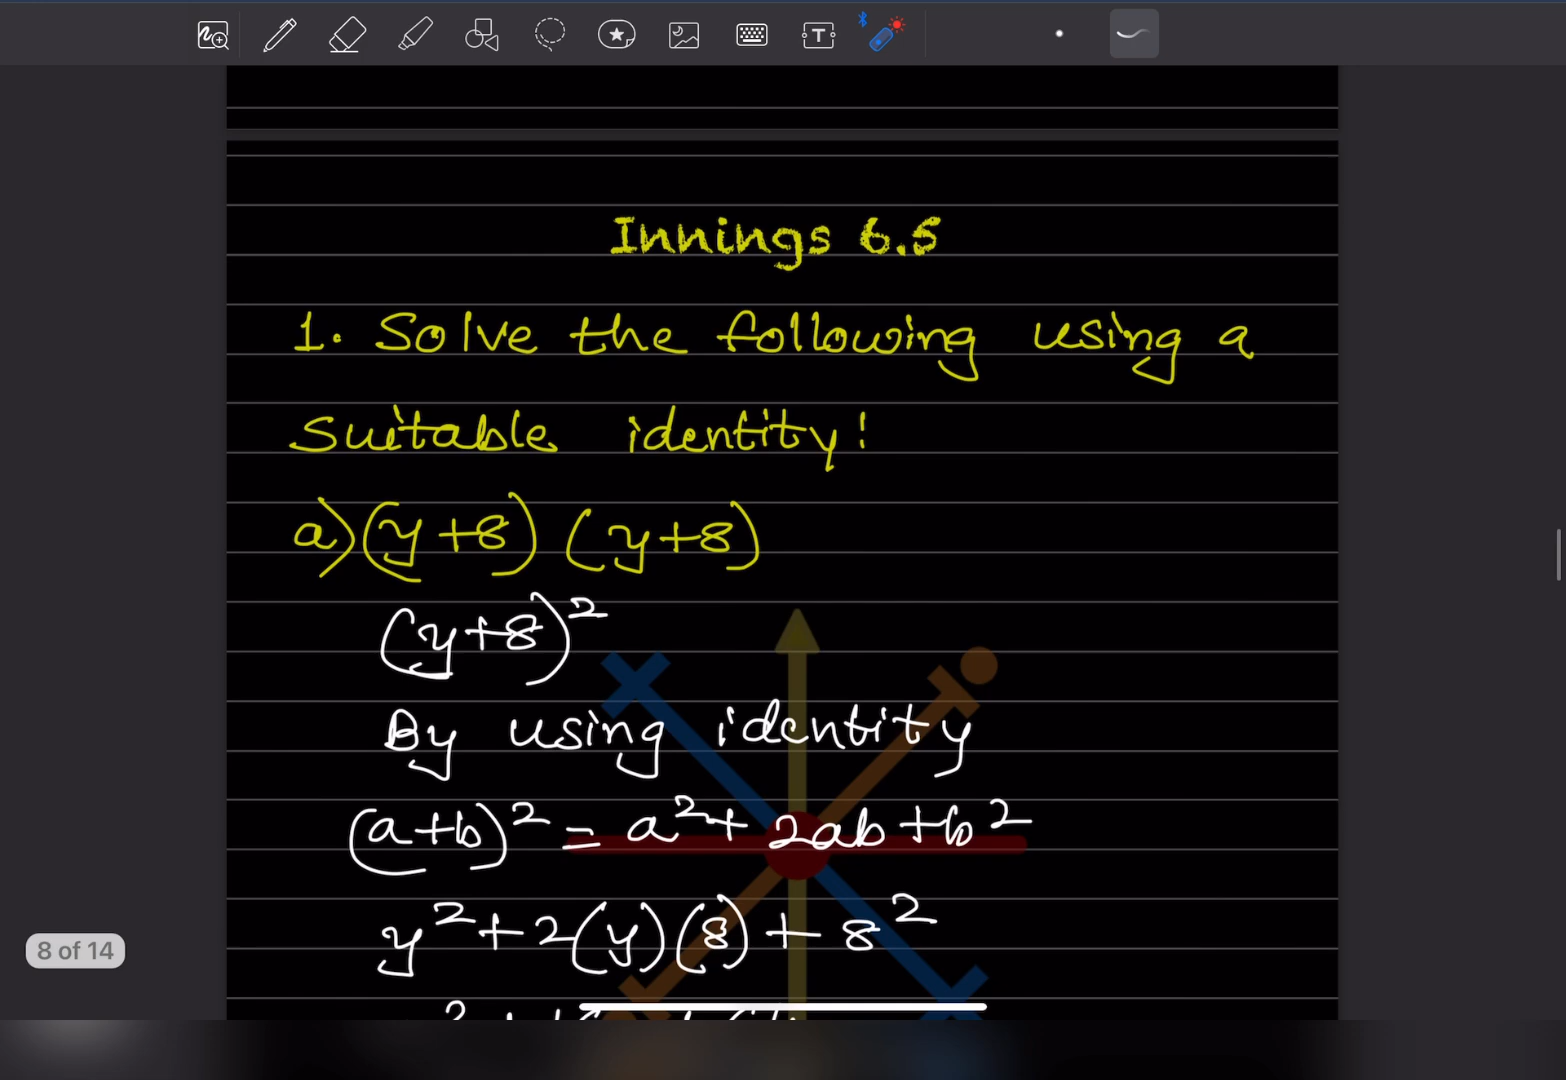 Innings 6.5
1. Solve the following using a
suitable identity!
a) (y+8) (y+8)
(y+8)²
By using identity
(a+b)² = a² + 2ab + b²
y² + 2(y)(8) + 8²
8 of 14